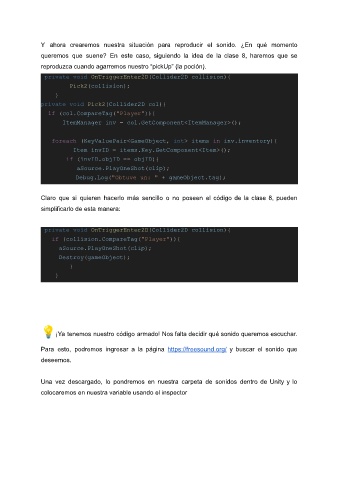 Y ahora crearemos nuestra situación para reproducir el sonido. ¿En qué momento
queremos que suene? En este caso, siguiendo la idea de la clase 8, haremos que se
reproduzca cuando agarremos nuestro "pickUp" (la poción).
private void OnTriggerEnter2D(Collider2D collision){
Pick2(collision);
}
private void Pick2(Collider2D col){
if (col.CompareTag("Player")){
ItemManager inv = col.GetComponent<ItemManager>();
foreach (KeyValuePair<GameObject, int> items in inv.inventory){
Item invID = items.Key.GetComponent<Item>();
if (invID.objID == objID){
aSource.PlayOneShot(clip);
Debug.Log("Obtuve un: " + gameObject.tag);
Claro que si quieren hacerlo más sencillo o no poseen el código de la clase 8, pueden
simplificarlo de esta manera:
private void OnTriggerEnter2D(Collider2D collision){
if (collision.CompareTag("Player")){
aSource.PlayOneShot(clip);
Destroy(gameObject);
}
}
¡Ya tenemos nuestro código armado! Nos falta decidir qué sonido queremos escuchar.
Para esto, podremos ingresar a la página https://freesound.org/ y buscar el sonido que
deseemos.
Una vez descargado, lo pondremos en nuestra carpeta de sonidos dentro de Unity y lo
colocaremos en nuestra variable usando el inspector